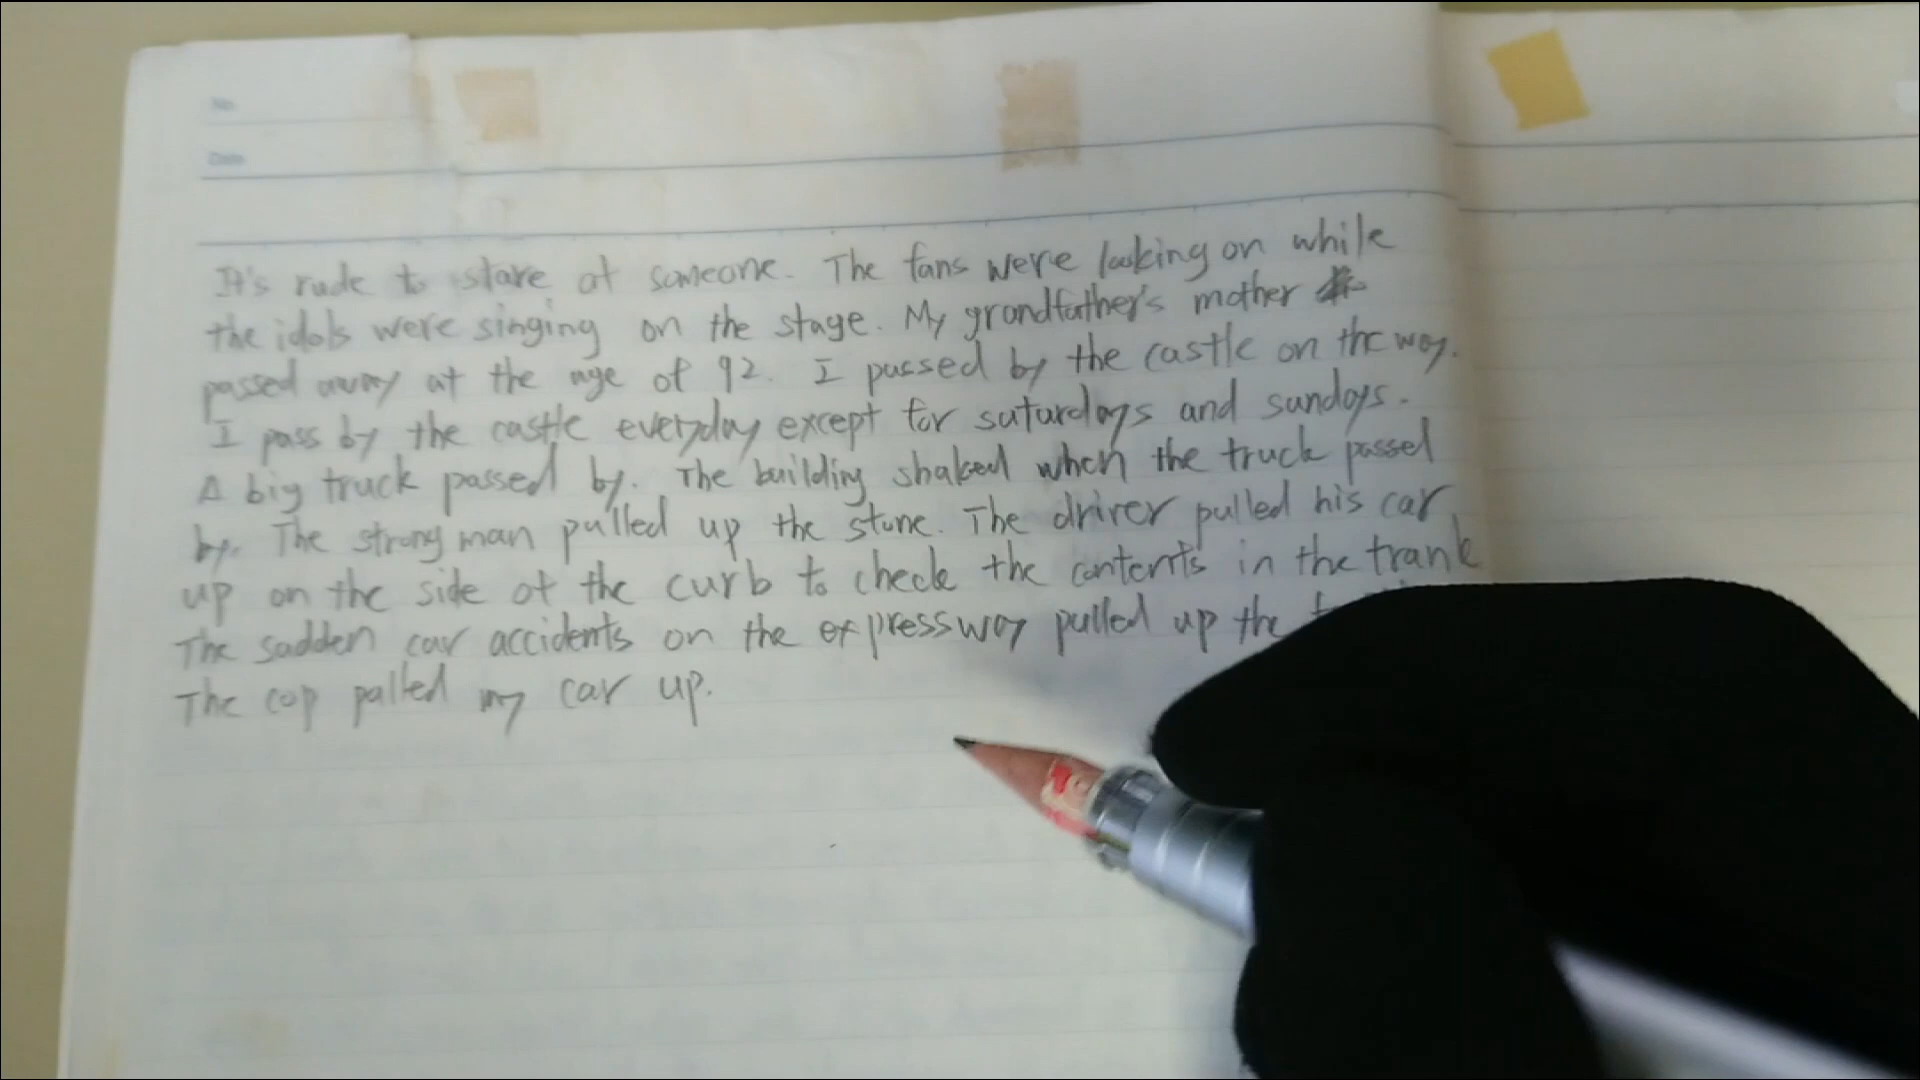 No.
Date
It's rude to stare at someone. The fans were looking on while
the idols were singing on the stage. My grandfather's mother
passed away at the age of 92. I passed by the castle on the way.
I pass by the castle everyday except for saturdays and sundays.
A big truck passed by. The building shaked when the truck passed
by. The strong man pulled up the stone. The driver pulled his car
up on the side of the curb to check the contents in the trank
The sadden car accidents on the expressway pulled up the
The cop palled my car up.